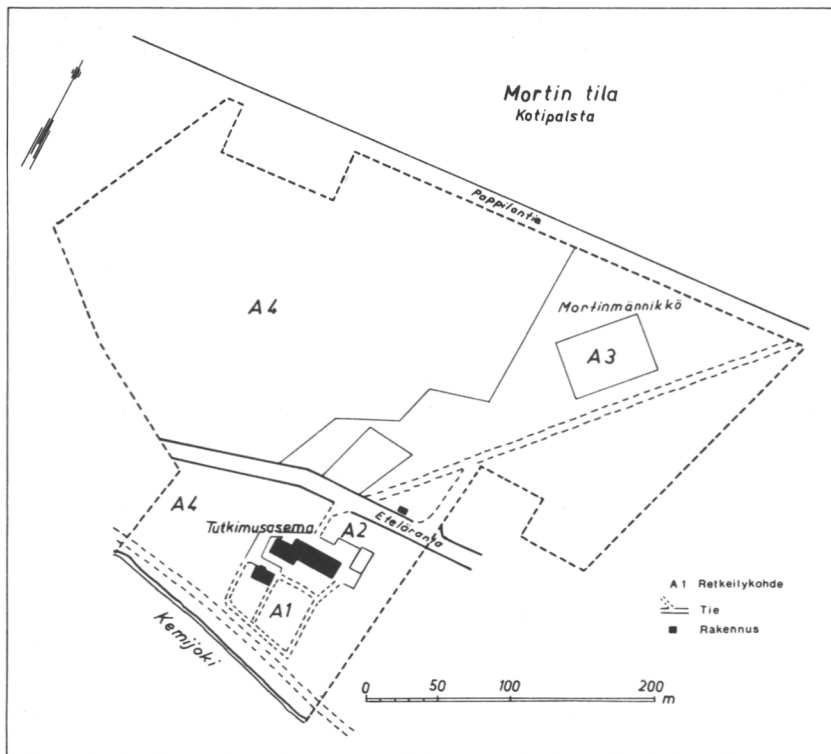 Mortin tila
Kotipalsta
Pappilantie
A4
Mortinmännikkö
A3
A4
Tutkimusasema
A2
Eteläranta
A1
Kemijoki
A1 Retkeilykohde
Tie
Rakennus
0 50 100 200
m